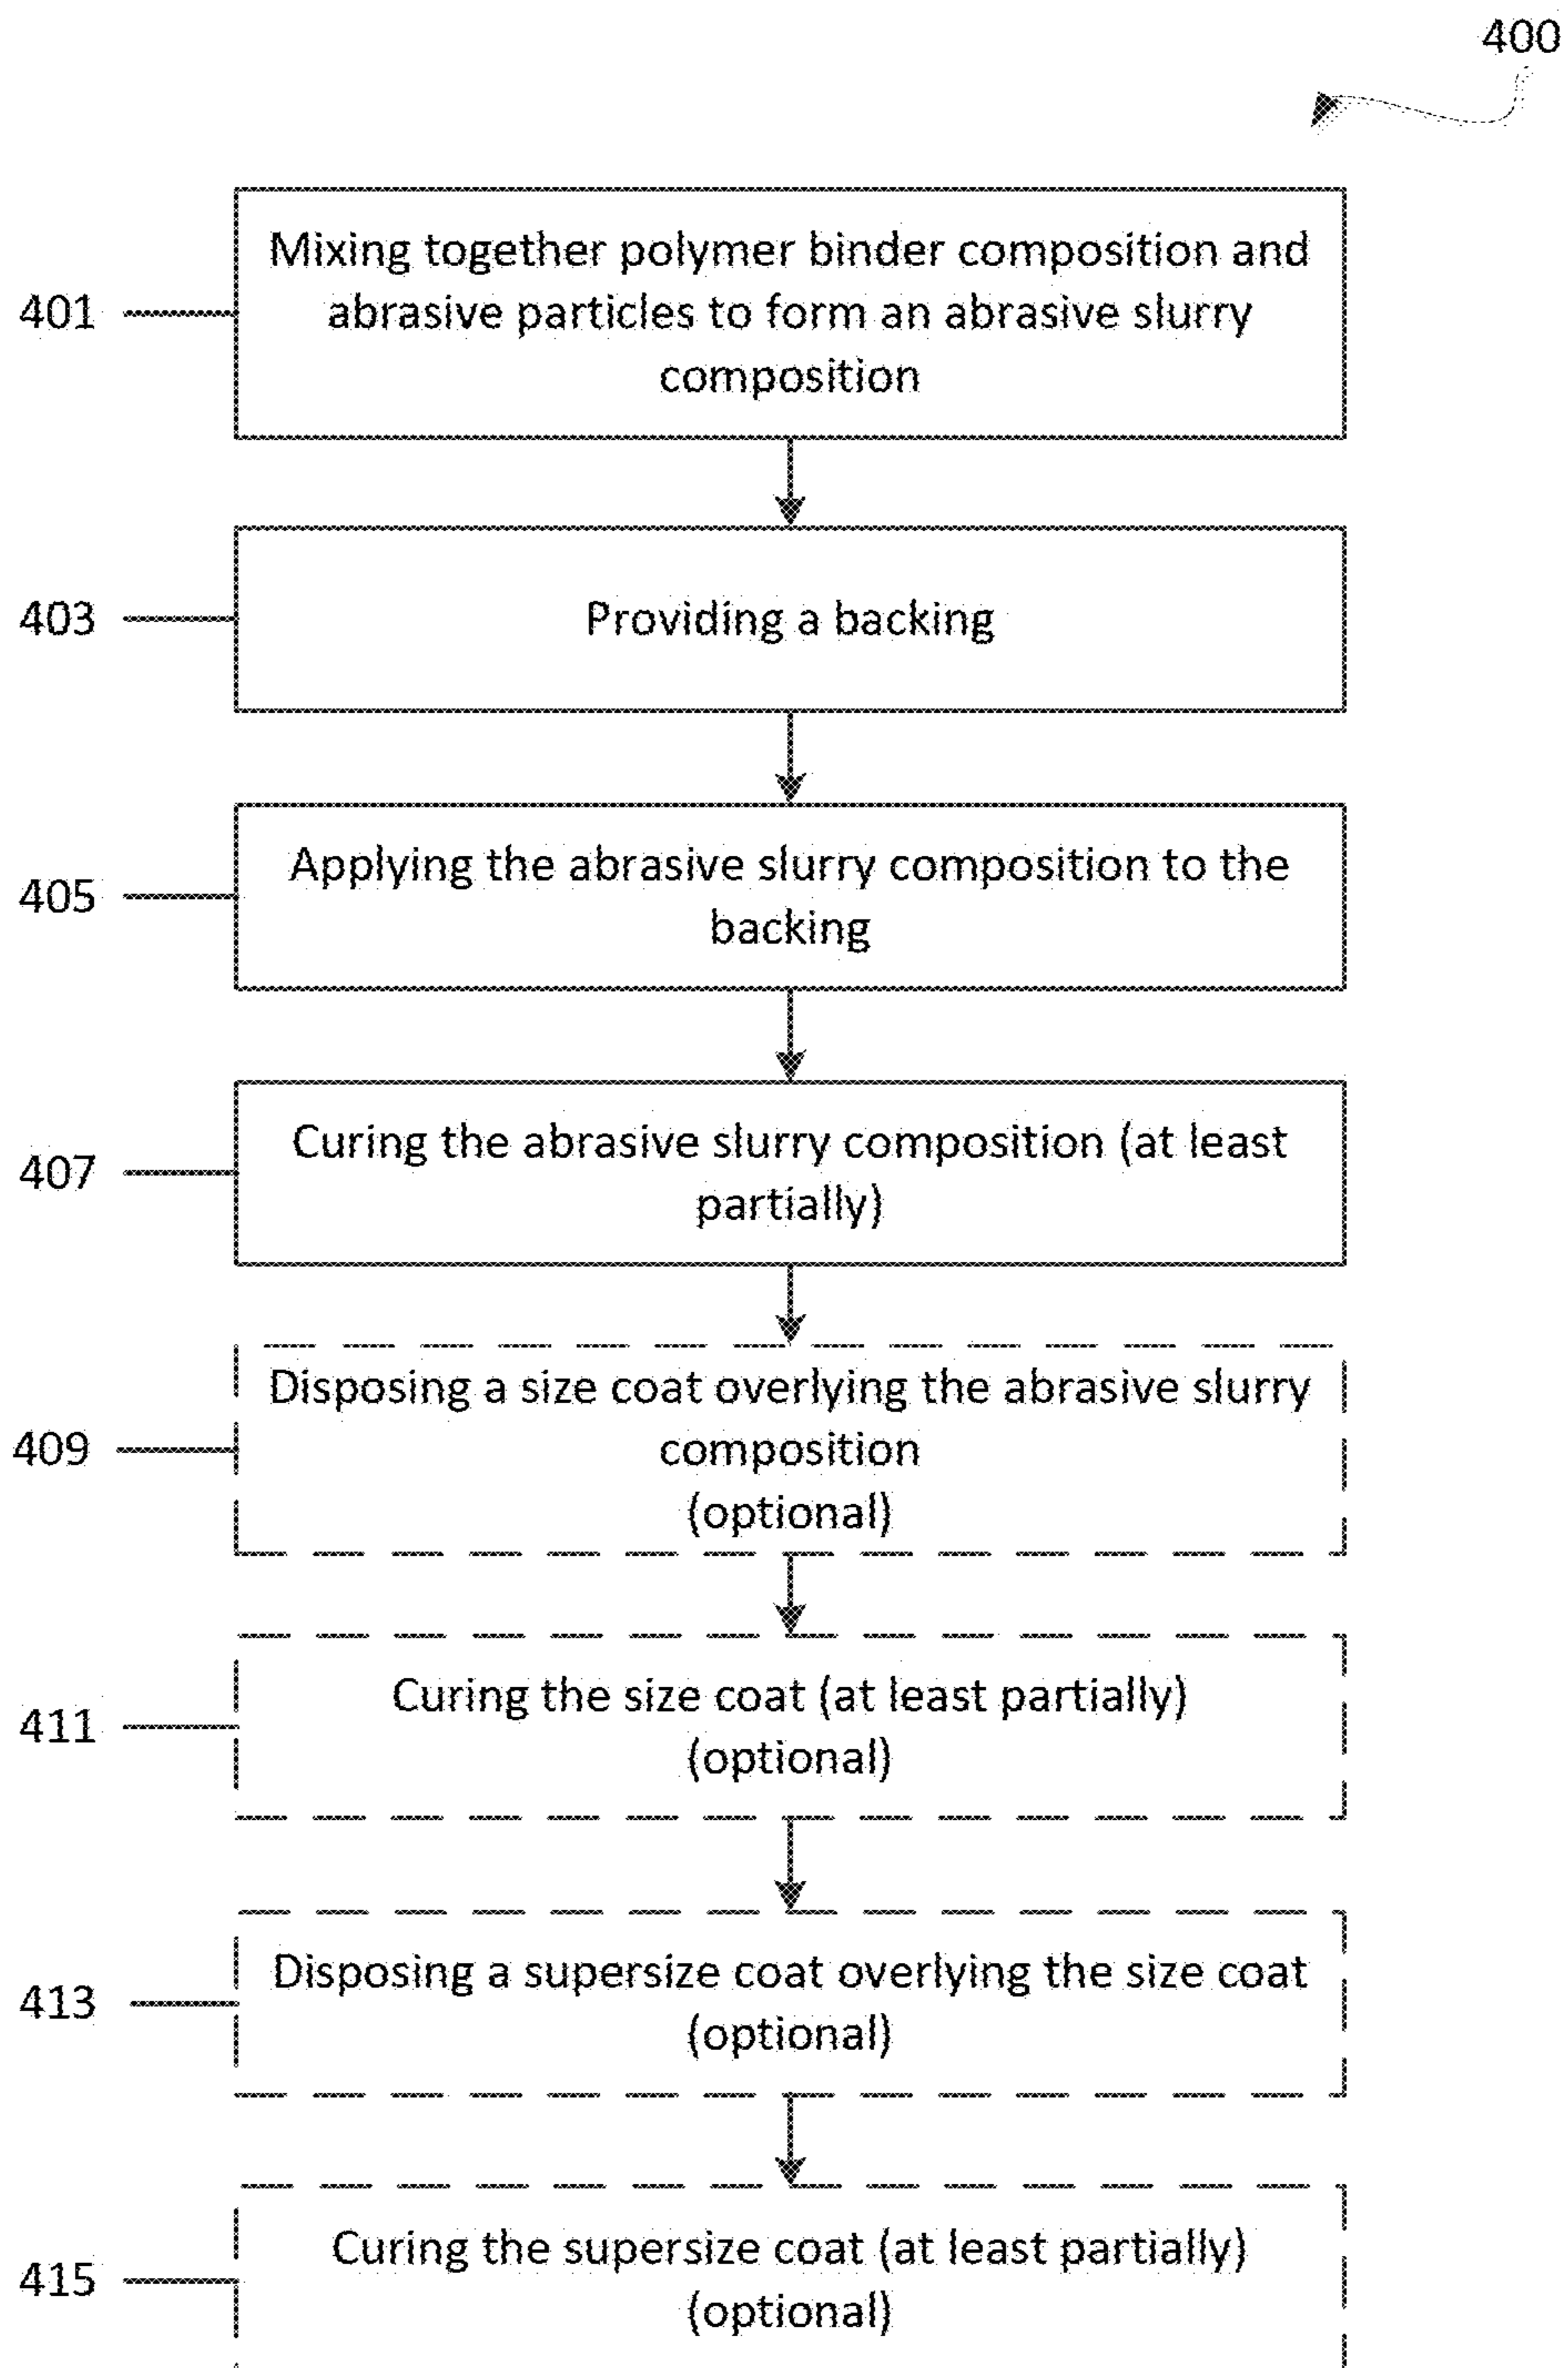 400
401
Mixing together polymer binder composition and
abrasive particles to form an abrasive slurry
composition
403
Providing a backing
405
Applying the abrasive slurry composition to the
backing
407
Curing the abrasive slurry composition (at least
partially)
409
Disposing a size coat overlying the abrasive slurry
composition
(optional)
411
Curing the size coat (at least partially)
(optional)
413
Disposing a supersize coat overlying the size coat
(optional)
415
Curing the supersize coat (at least partially)
(optional)